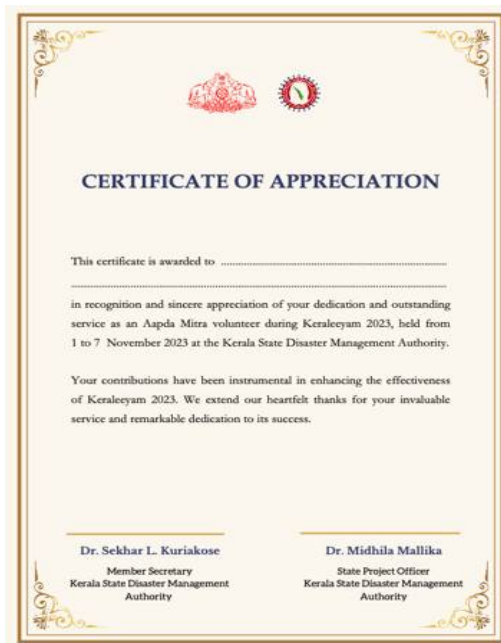 CERTIFICATE OF APPRECIATION
This certificate is awarded to ................................................................
................................................................................................................
in recognition and sincere appreciation of your dedication and outstanding
service as an Aapda Mitra volunteer during Keraleeyam 2023, held from
1 to 7 November 2023 at the Kerala State Disaster Management Authority.
Your contributions have been instrumental in enhancing the effectiveness
of Keraleeyam 2023. We extend our heartfelt thanks for your invaluable
service and remarkable dedication to its success.
Dr. Sekhar L. Kuriakose
Member Secretary
Kerala State Disaster Management
Authority
Dr. Midhila Mallika
State Project Officer
Kerala State Disaster Management
Authority